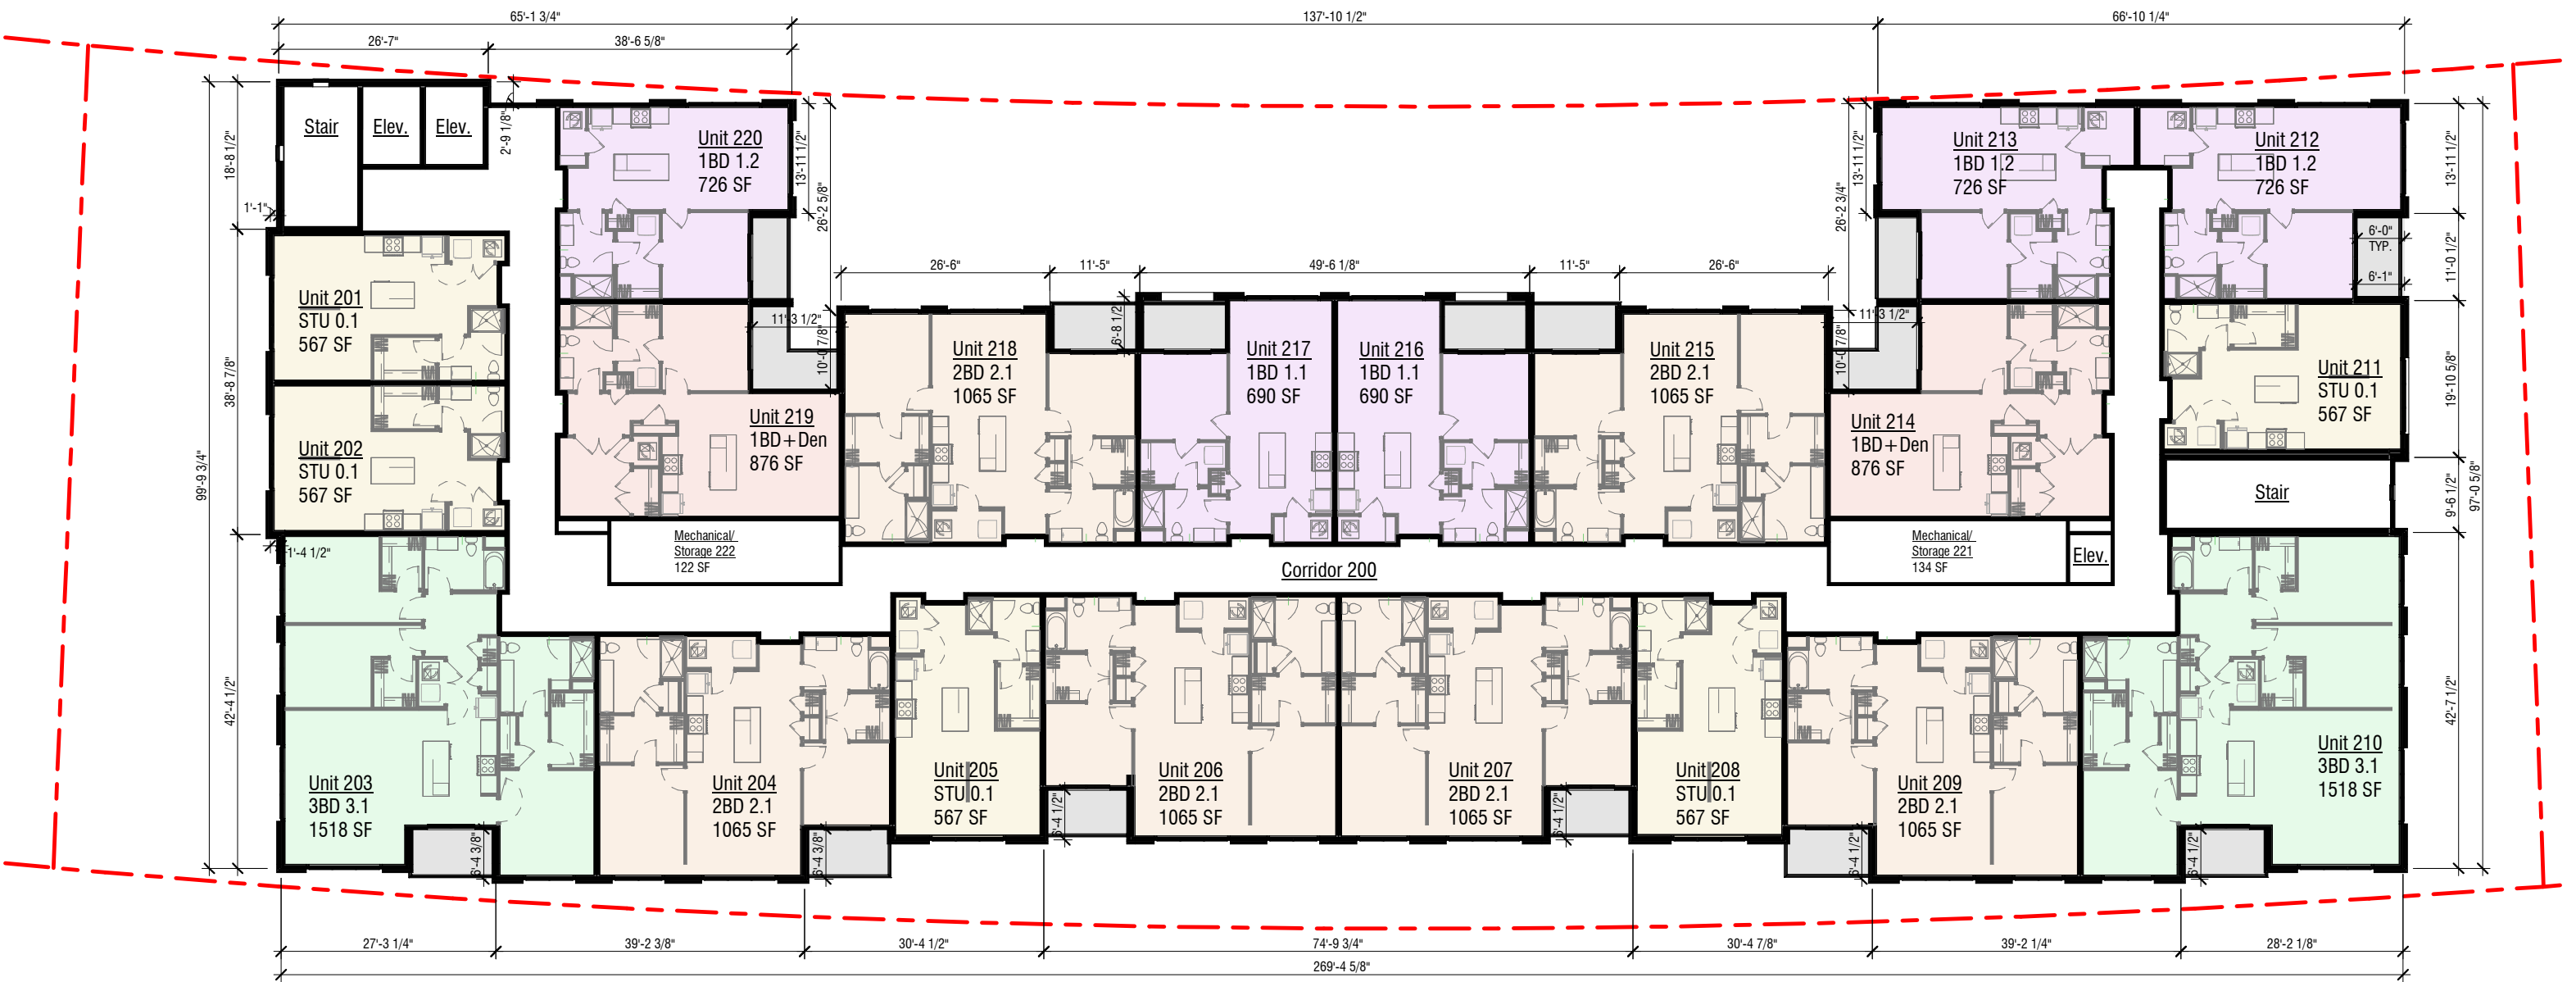 65'-1 3/4"
137'-10 1/2"
66'-10 1/4"
26'-7"
38'-6 5/8"
Stair
Elev.
Elev.
2'-9 1/8"
18'-8 1/2"
1'-1"
Unit 220
1BD 1.2
726 SF
13'-11 1/2"
26'-2 5/8"
Unit 213
1BD 1.2
726 SF
Unit 212
1BD 1.2
726 SF
13'-11 1/2"
26'-2 3/4"
13'-11 1/2"
6'-0"
TYP.
6'-1"
11'-0 1/2"
26'-6"
11'-5"
49'-6 1/8"
11'-5"
26'-6"
Unit 201
STU 0.1
567 SF
11'-3 1/2"
10'-0 7/8"
6'-8 1/2"
Unit 218
2BD 2.1
1065 SF
Unit 217
1BD 1.1
690 SF
Unit 216
1BD 1.1
690 SF
Unit 215
2BD 2.1
1065 SF
11'-3 1/2"
10'-0 7/8"
Unit 211
STU 0.1
567 SF
19'-10 5/8"
38'-8 7/8"
99'-9 3/4"
Unit 202
STU 0.1
567 SF
Unit 219
1BD+Den
876 SF
Unit 214
1BD+Den
876 SF
Stair
9'-6 1/2"
97'-0 5/8"
1'-4 1/2"
Mechanical/
Storage 222
122 SF
Corridor 200
Mechanical/
Storage 221
134 SF
Elev.
42'-4 1/2"
42'-7 1/2"
Unit 203
3BD 3.1
1518 SF
6'-4 3/8"
Unit 204
2BD 2.1
1065 SF
6'-4 3/8"
Unit 205
STU 0.1
567 SF
6'-4 1/2"
Unit 206
2BD 2.1
1065 SF
Unit 207
2BD 2.1
1065 SF
6'-4 1/2"
Unit 208
STU 0.1
567 SF
6'-4 1/2"
Unit 209
2BD 2.1
1065 SF
6'-4 1/2"
Unit 210
3BD 3.1
1518 SF
27'-3 1/4"
39'-2 3/8"
30'-4 1/2"
74'-9 3/4"
30'-4 7/8"
39'-2 1/4"
28'-2 1/8"
269'-4 5/8"